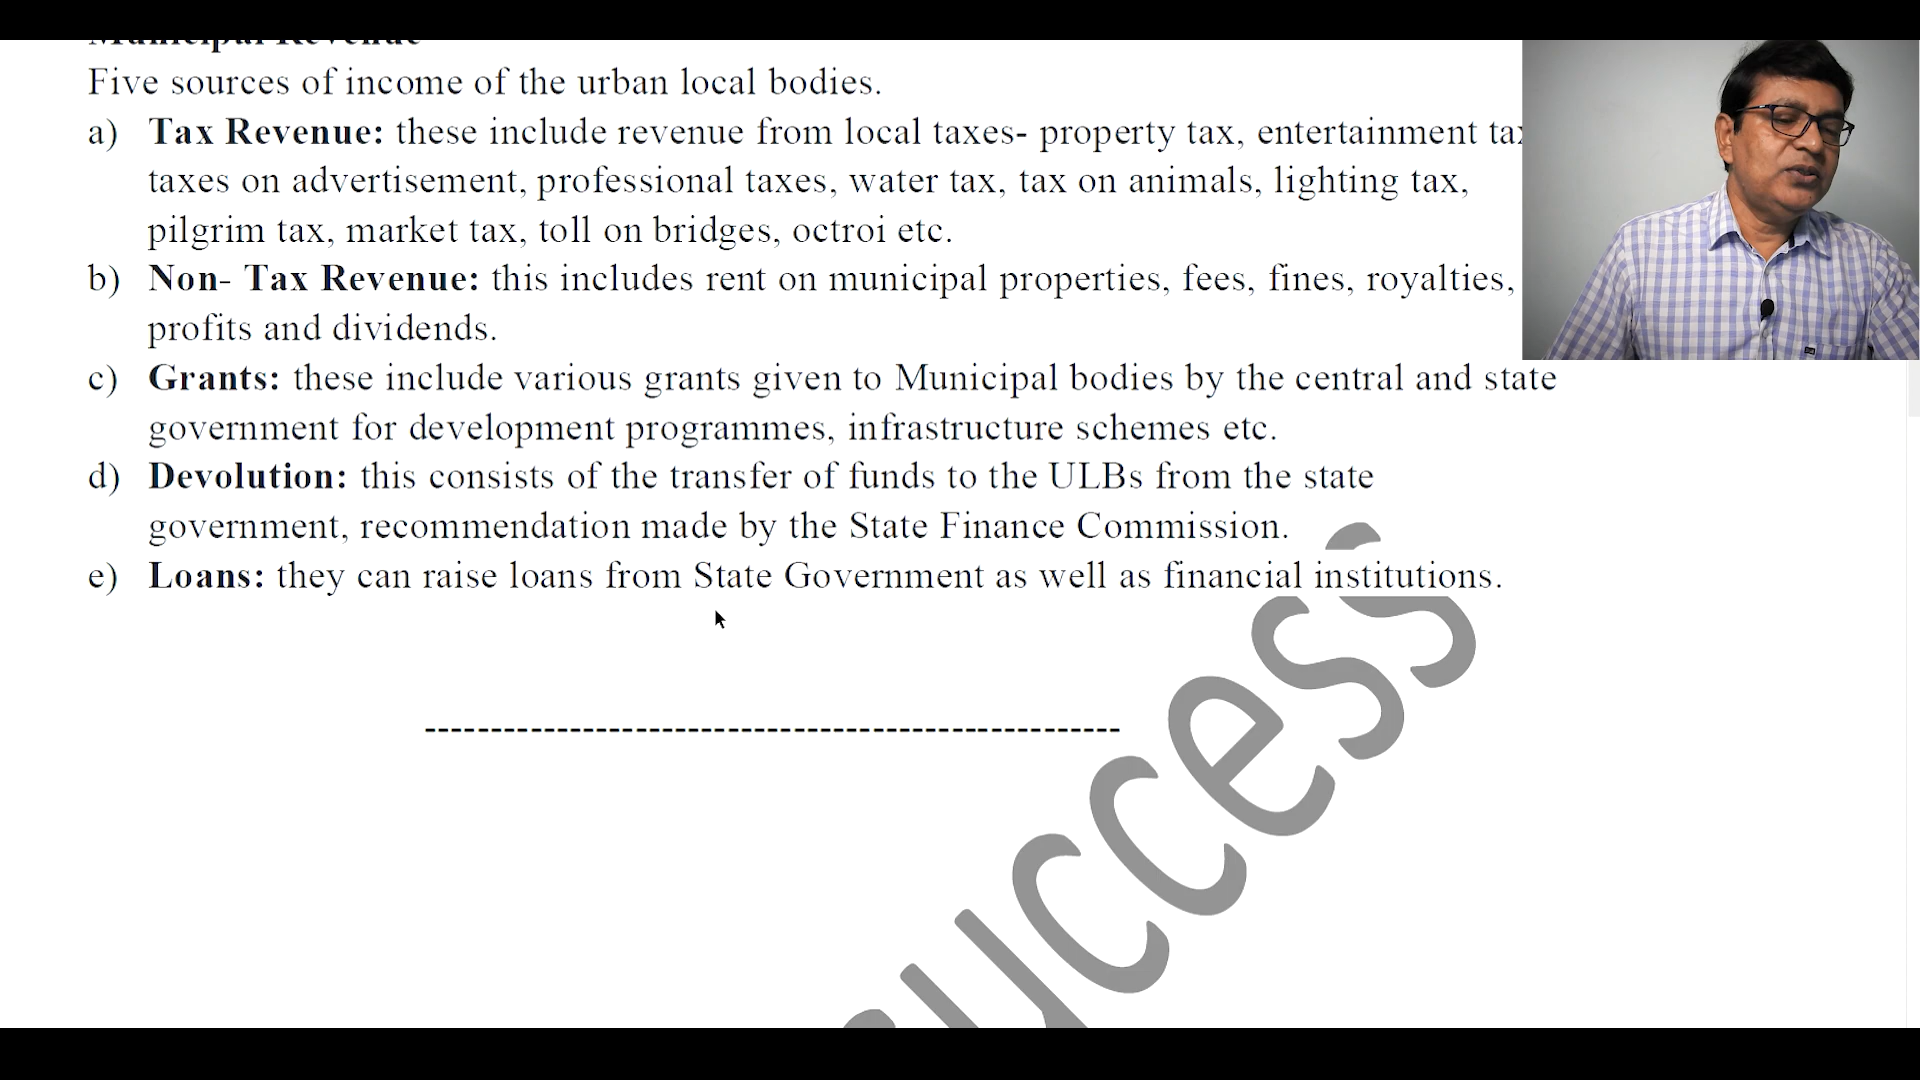 Municipal Revenue
Five sources of income of the urban local bodies.
a) Tax Revenue: these include revenue from local taxes- property tax, entertainment
taxes on advertisement, professional taxes, water tax, tax on animals, lighting tax,
pilgrim tax, market tax, toll on bridges, octroi etc.
b) Non- Tax Revenue: this includes rent on municipal properties, fees, fines, royalties,
profits and dividends.
c) Grants: these include various grants given to Municipal bodies by the central and state
government for development programmes, infrastructure schemes etc.
d) Devolution: this consists of the transfer of funds to the ULBs from the state
government, recommendation made by the State Finance Commission.
e) Loans: they can raise loans from State Government as well as financial institutions.
success